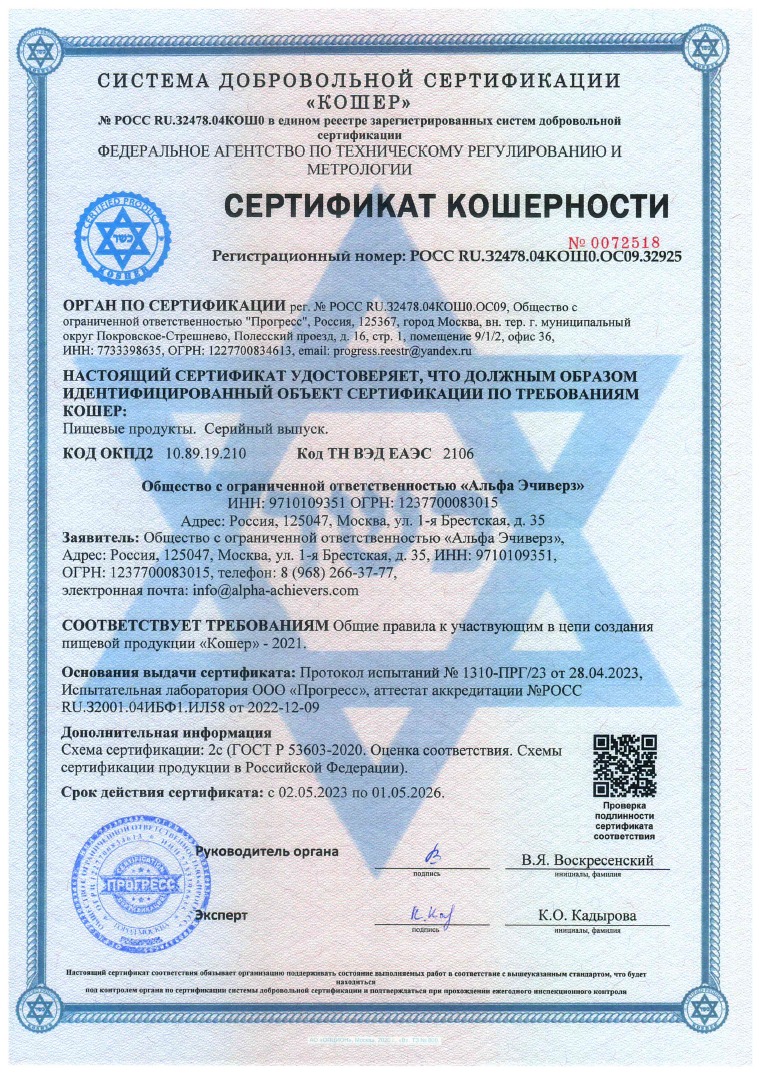 СИСТЕМА ДОБРОВОЛЬНОЙ СЕРТИФИКАЦИИ
«КОШЕР»
№ РОСС RU.32478.04КОШ0 в едином реестре зарегистрированных систем добровольной
сертификации
ФЕДЕРАЛЬНОЕ АГЕНТСТВО ПО ТЕХНИЧЕСКОМУ РЕГУЛИРОВАНИЮ И
МЕТРОЛОГИИ
CERTIFIED PRODUCT
כשר
СЕРТИФИКАТ КОШЕРНОСТИ
№ 0072518
Регистрационный номер: РОСС RU.32478.04КОШ0.ОС09.32925
ОРГАН ПО СЕРТИФИКАЦИИ рег. № РОСС RU.32478.04КОШ0.ОС09, Общество с
ограниченной ответственностью "Прогресс", Россия, 125367, город Москва, вн. тер. г. муниципальный
округ Покровское-Стрешнево, Полесский проезд, д. 16, стр. 1, помещение 9/1/2, офис 36,
ИНН: 7733398635, ОГРН: 1227700834613, email: progress.reestr@yandex.ru
НАСТОЯЩИЙ СЕРТИФИКАТ УДОСТОВЕРЯЕТ, ЧТО ДОЛЖНЫМ ОБРАЗОМ
ИДЕНТИФИЦИРОВАННЫЙ ОБЪЕКТ СЕРТИФИКАЦИИ ПО ТРЕБОВАНИЯМ
КОШЕР:
Пищевые продукты. Серийный выпуск.
КОД ОКПД2 10.89.19.210 Код ТН ВЭД ЕАЭС 2106
Общество с ограниченной ответственностью «Альфа Эчиверз»
ИНН: 9710109351 ОГРН: 1237700083015
Адрес: Россия, 125047, Москва, ул. 1-я Брестская, д. 35
Заявитель: Общество с ограниченной ответственностью «Альфа Эчиверз»,
Адрес: Россия, 125047, Москва, ул. 1-я Брестская, д. 35, ИНН: 9710109351,
ОГРН: 1237700083015, телефон: 8 (968) 266-37-77,
электронная почта: info@alpha-achievers.com
СООТВЕТСТВУЕТ ТРЕБОВАНИЯМ Общие правила к участвующим в цепи создания
пищевой продукции «Кошер» - 2021.
Основания выдачи сертификата: Протокол испытаний № 1310-ПРГ/23 от 28.04.2023,
Испытательная лаборатория ООО «Прогресс», аттестат аккредитации №РОСС
RU.32001.04ИБФ1.ИЛ58 от 2022-12-09
Дополнительная информация
Схема сертификации: 2с (ГОСТ Р 53603-2020. Оценка соответствия. Схемы
сертификации продукции в Российской Федерации).
Срок действия сертификата: с 02.05.2023 по 01.05.2026.
Проверка
подлинности
сертификата
соответствия
ПРОГРЕСС
ГОРОД МОСКВА
Руководитель органа
В.Я. Воскресенский
подпись
инициалы, фамилия
Эксперт
К.О. Кадырова
подпись
инициалы, фамилия
Настоящий сертификат соответствия обязывает организацию поддерживать состояние выполняемых работ в соответствие с вышеуказанным стандартом, что будет
находиться
под контролем органа по сертификации системы добровольной сертификации и подтверждаться при прохождении ежегодного инспекционного контроля